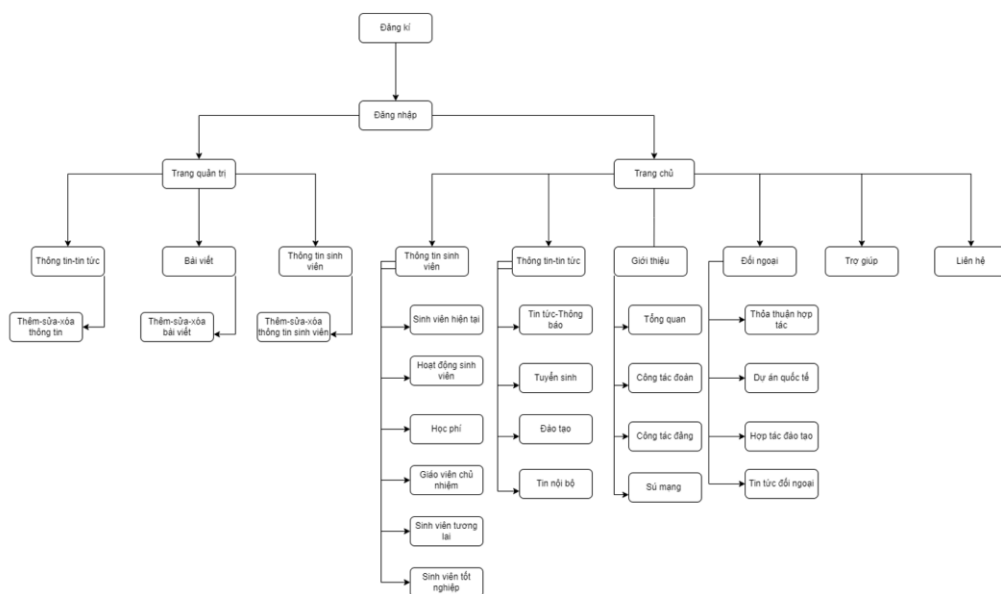 Đăng kí
Đăng nhập
Trang quản trị
Trang chủ
Thông tin-tin tức
Bài viết
Thông tin sinh
viên
Thông tin sinh
viên
Thông tin-tin tức
Giới thiệu
Đối ngoại
Trợ giúp
Liên hệ
Thêm-sửa-xóa
thông tin
Thêm-sửa-xóa
bài viết
Thêm-sửa-xóa
thông tin sinh viên
Sinh viên hiện tại
Hoạt động sinh
viên
Học phí
Giáo viên chủ
nhiệm
Sinh viên tương
lai
Sinh viên tốt
nghiệp
Tin tức-Thông
báo
Tuyển sinh
Đào tạo
Tin nội bộ
Tổng quan
Công tác đoàn
Công tác đảng
Sứ mạng
Thỏa thuận hợp
tác
Dự án quốc tế
Hợp tác đào tạo
Tin tức đối ngoại